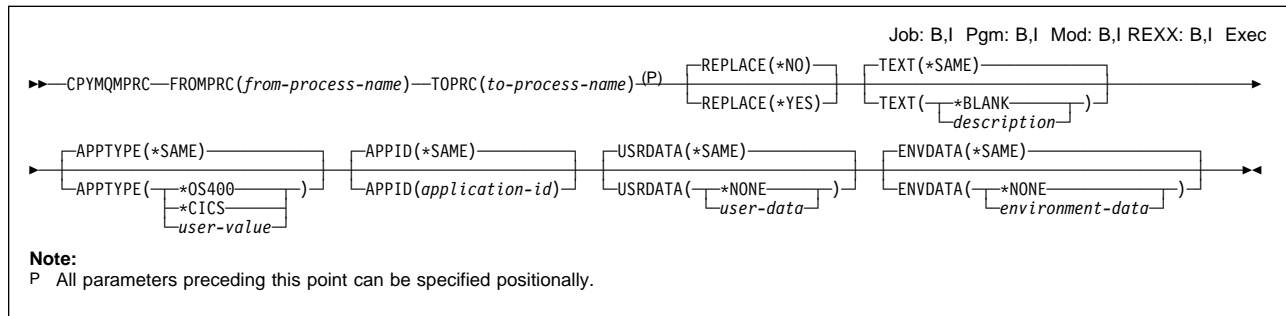 Job: B,I Pgm: B,I Mod: B,I REXX: B,I Exec
REPLACE(*NO) TEXT(*SAME)
CPYMQMPRC FROMPRC(from-process-name) TOPRC(to-process-name) (P)
REPLACE(*YES) TEXT( *BLANK )
description
APPTYPE(*SAME) APPID(*SAME) USRDATA(*SAME) ENVDATA(*SAME)
APPTYPE( *OS400 ) APPID(application-id) USRDATA( *NONE ) ENVDATA( *NONE )
*CICS user-data environment-data
user-value
Note:
P All parameters preceding this point can be specified positionally.